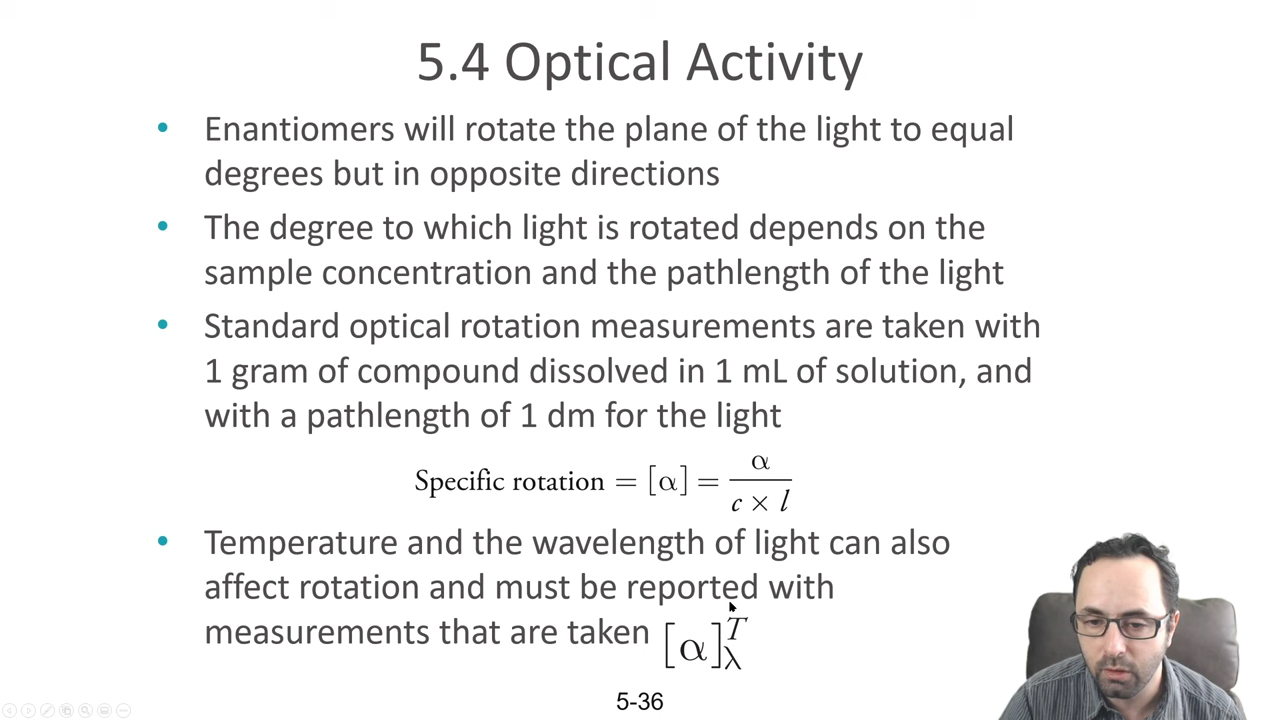 5.4 Optical Activity
• Enantiomers will rotate the plane of the light to equal
degrees but in opposite directions
• The degree to which light is rotated depends on the
sample concentration and the pathlength of the light
• Standard optical rotation measurements are taken with
1 gram of compound dissolved in 1 mL of solution, and
with a pathlength of 1 dm for the light
Specific rotation = [α] = α / c × l
• Temperature and the wavelength of light can also
affect rotation and must be reported with
measurements that are taken [α]Tλ
5-36